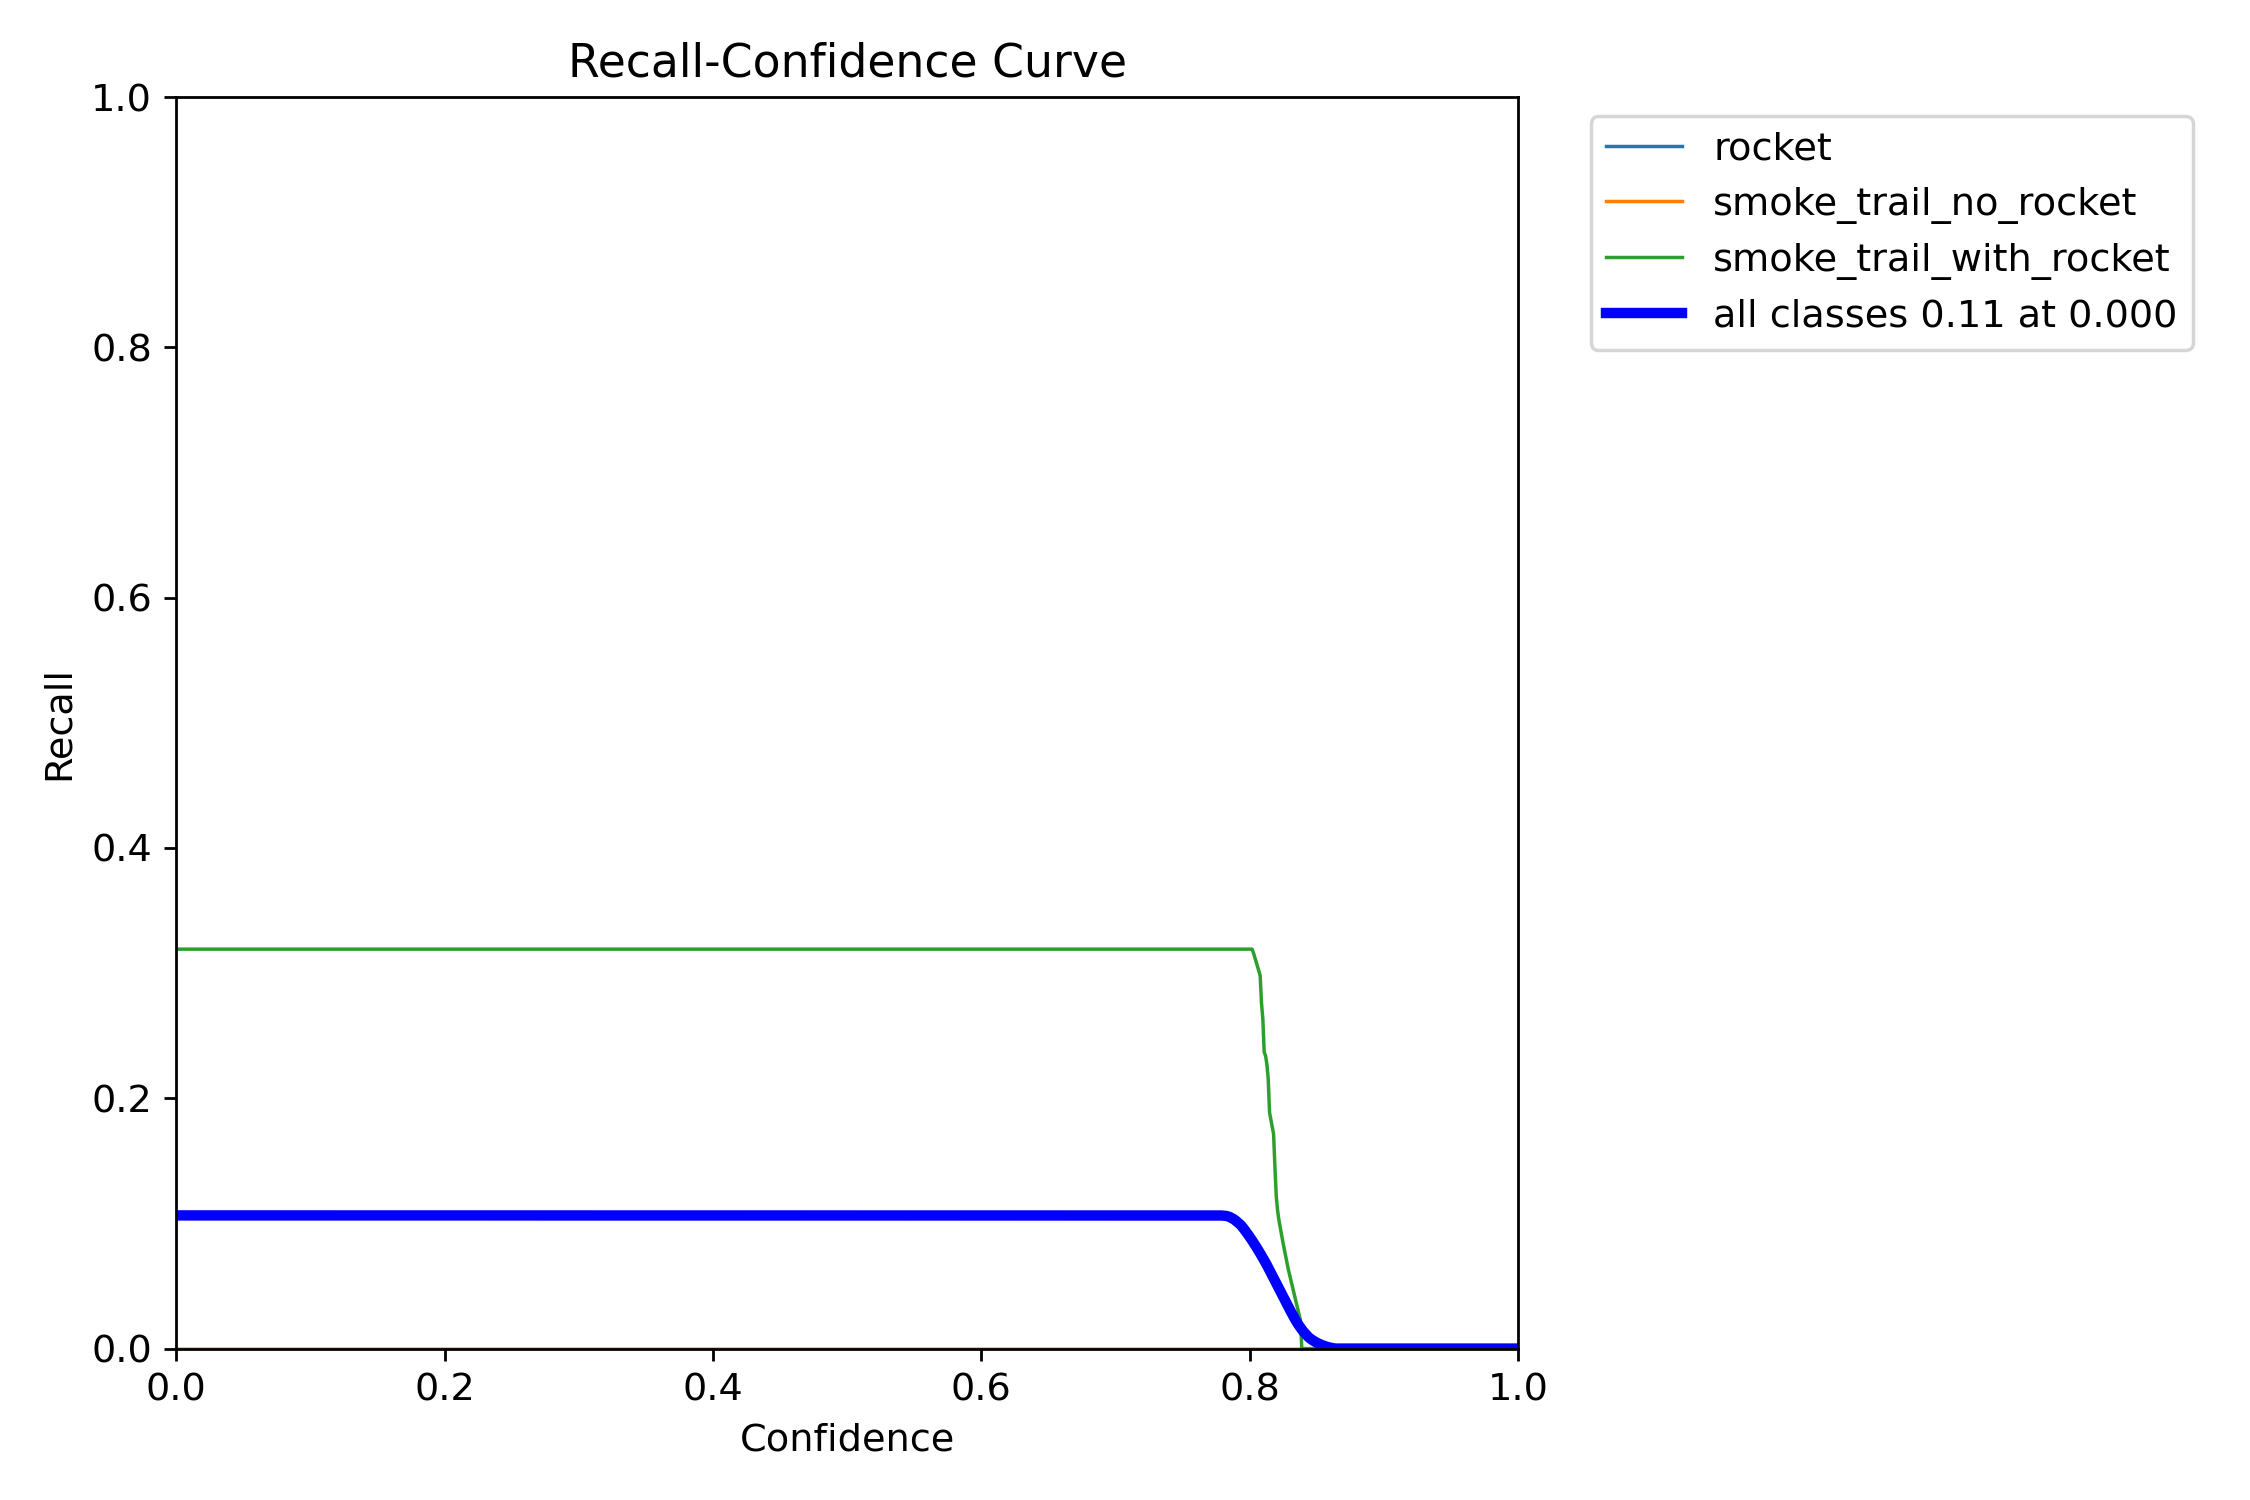 Recall-Confidence Curve
1.0
0.8
0.6
0.4
0.2
0.0
Recall
0.0 0.2 0.4 0.6 0.8 1.0
Confidence
rocket
smoke_trail_no_rocket
smoke_trail_with_rocket
all classes 0.11 at 0.000